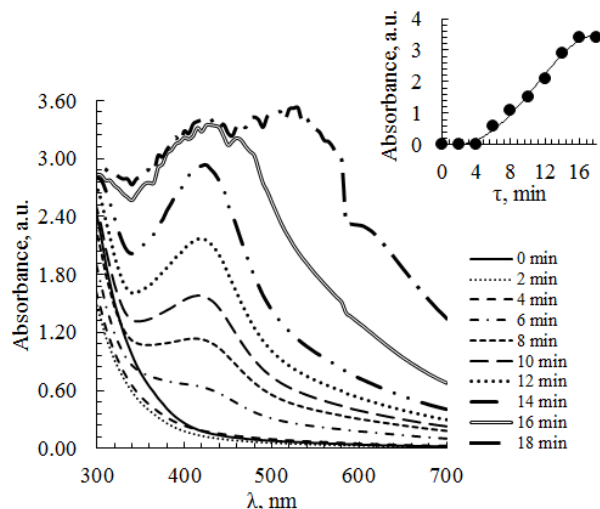 Absorbance, a.u.
4
3
2
1
0
0 4 8 12 16
τ, min
Absorbance, a.u.
3.60
3.00
2.40
1.80
1.20
0.60
0.00
300 400 500 600 700
λ, nm
0 min
2 min
4 min
6 min
8 min
10 min
12 min
14 min
16 min
18 min